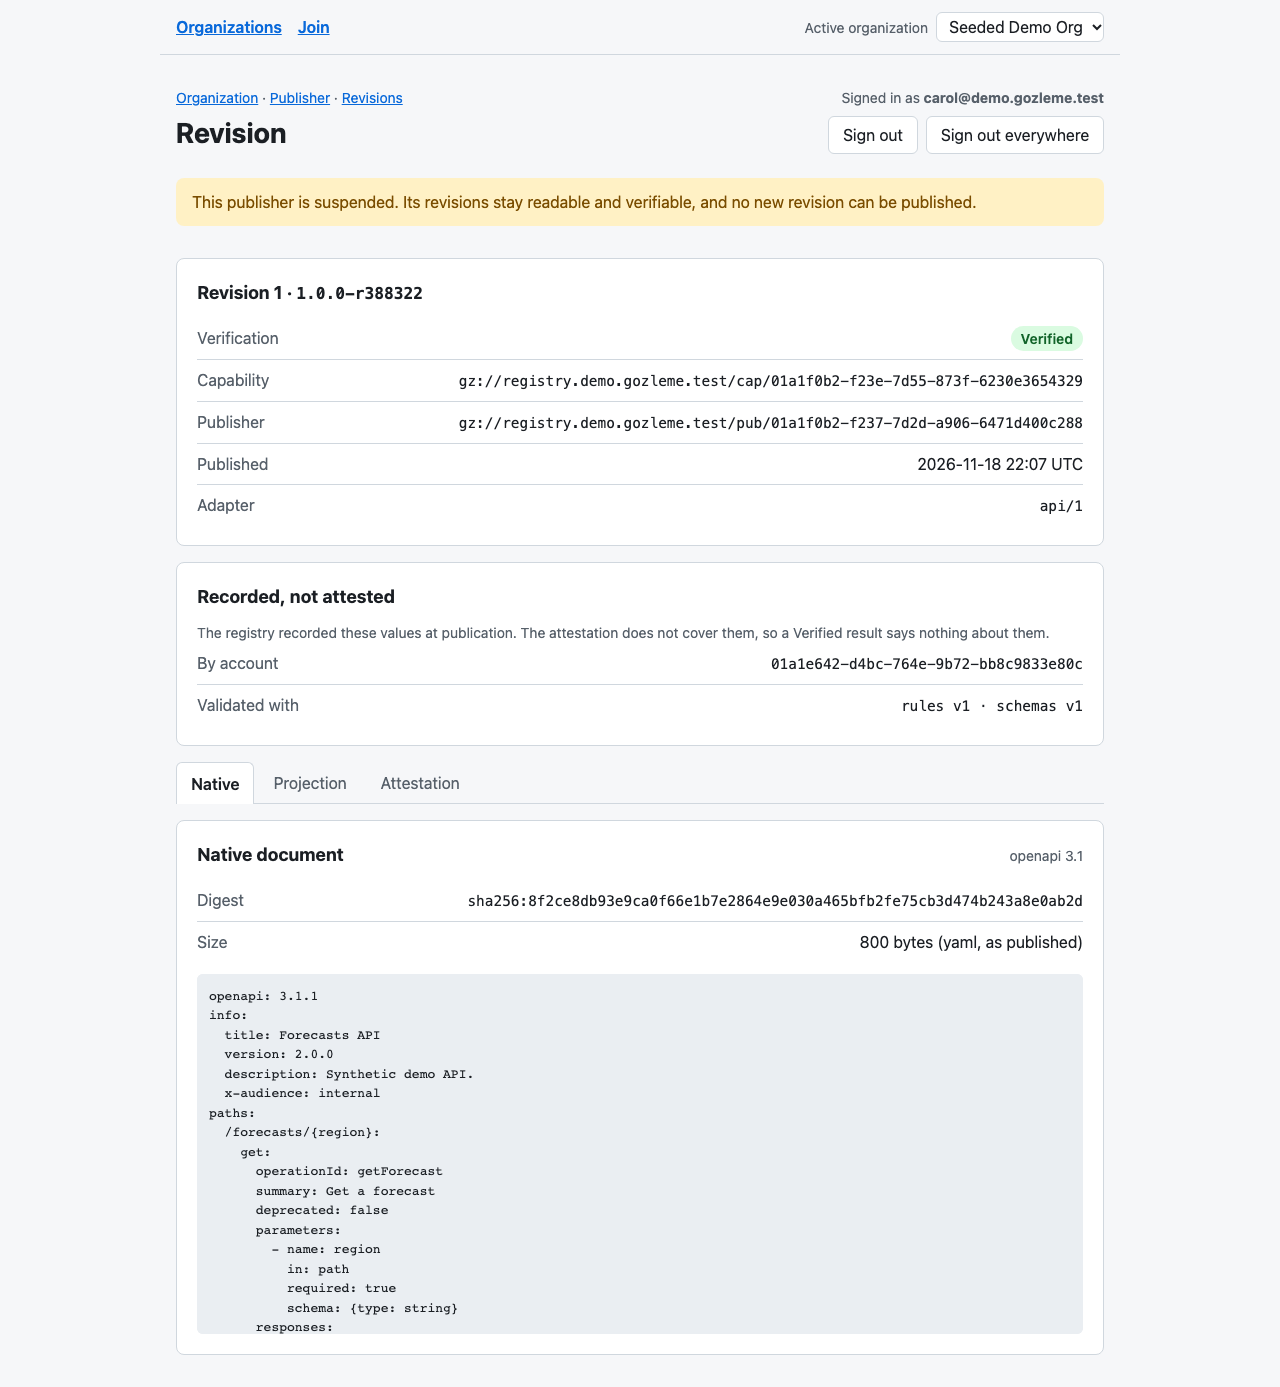 Organizations Join Active organization Seeded Demo Org
Organization · Publisher · Revisions Signed in as carol@demo.gozleme.test
Revision Sign out Sign out everywhere
This publisher is suspended. Its revisions stay readable and verifiable, and no new revision can be published.
Revision 1 · 1.0.0-r388322
Verification Verified
Capability gz://registry.demo.gozleme.test/cap/01a1f0b2-f23e-7d55-873f-6230e3654329
Publisher gz://registry.demo.gozleme.test/pub/01a1f0b2-f237-7d2d-a906-6471d400c288
Published 2026-11-18 22:07 UTC
Adapter api/1
Recorded, not attested
The registry recorded these values at publication. The attestation does not cover them, so a Verified result says nothing about them.
By account 01a1e642-d4bc-764e-9b72-bb8c9833e80c
Validated with rules v1 · schemas v1
Native Projection Attestation
Native document openapi 3.1
Digest sha256:8f2ce8db93e9ca0f66e1b7e2864e9e030a465bfb2fe75cb3d474b243a8e0ab2d
Size 800 bytes (yaml, as published)
openapi: 3.1.1
info:
  title: Forecasts API
  version: 2.0.0
  description: Synthetic demo API.
  x-audience: internal
paths:
  /forecasts/{region}:
    get:
      operationId: getForecast
      summary: Get a forecast
      deprecated: false
      parameters:
        - name: region
          in: path
          required: true
          schema: {type: string}
      responses: